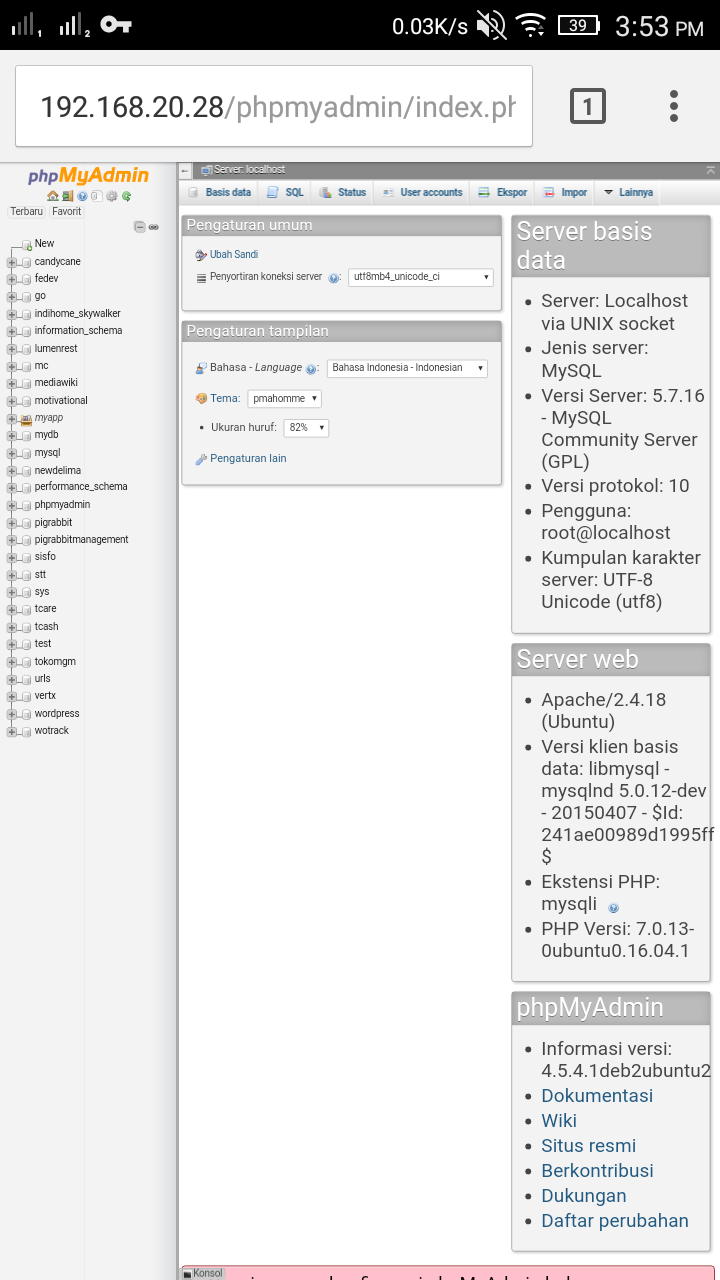 1 2 0.03K/s 39 3:53 PM
192.168.20.28/phpmyadmin/index.ph
1
phpMyAdmin
Terbaru Favorit
New
candycane
fedev
go
indihome_skywalker
information_schema
lumenrest
mc
mediawiki
motivational
myapp
mydb
mysql
newdelima
performance_schema
phpmyadmin
pigrabbit
pigrabbitmanagement
sisfo
stt
sys
tcare
tcash
test
tokomgm
urls
vertx
wordpress
wotrack
Server: localhost
Basis data SQL Status User accounts Ekspor Impor Lainnya
Pengaturan umum
Ubah Sandi
Penyortiran koneksi server : utf8mb4_unicode_ci
Pengaturan tampilan
Bahasa - Language : Bahasa Indonesia - Indonesian
Tema: pmahomme
Ukuran huruf: 82%
Pengaturan lain
Server basis
data
Server: Localhost
via UNIX socket
Jenis server:
MySQL
Versi Server: 5.7.16
- MySQL
Community Server
(GPL)
Versi protokol: 10
Pengguna:
root@localhost
Kumpulan karakter
server: UTF-8
Unicode (utf8)
Server web
Apache/2.4.18
(Ubuntu)
Versi klien basis
data: libmysql -
mysqlnd 5.0.12-dev
- 20150407 - $Id:
241ae00989d1995ff
$
Ekstensi PHP:
mysqli
PHP Versi: 7.0.13-
0ubuntu0.16.04.1
phpMyAdmin
Informasi versi:
4.5.4.1deb2ubuntu2
Dokumentasi
Wiki
Situs resmi
Berkontribusi
Dukungan
Daftar perubahan
Konsol